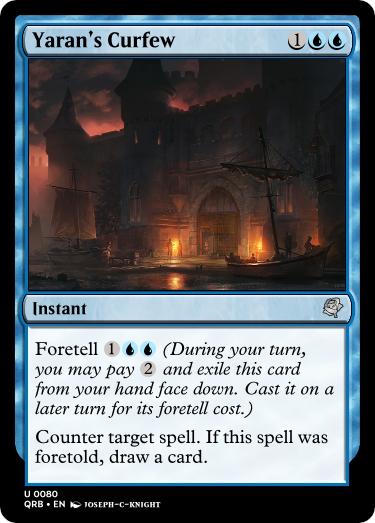 Yaran's Curfew 1
Instant
Foretell 1 (During your turn,
you may pay 2 and exile this card
from your hand face down. Cast it on
a later turn for its foretell cost.)
Counter target spell. If this spell was
foretold, draw a card.
U 0080
QRB • EN JOSEPH-C-KNIGHT